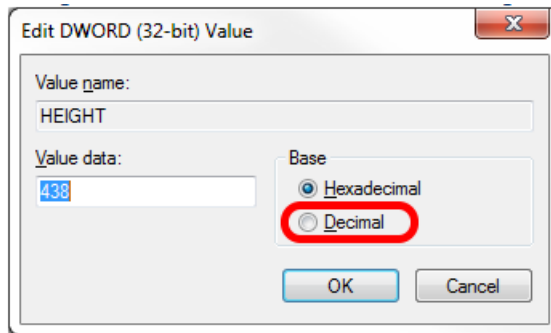 Edit DWORD (32-bit) Value
Value name:
HEIGHT
Value data:
438
Base
Hexadecimal
Decimal
OK
Cancel